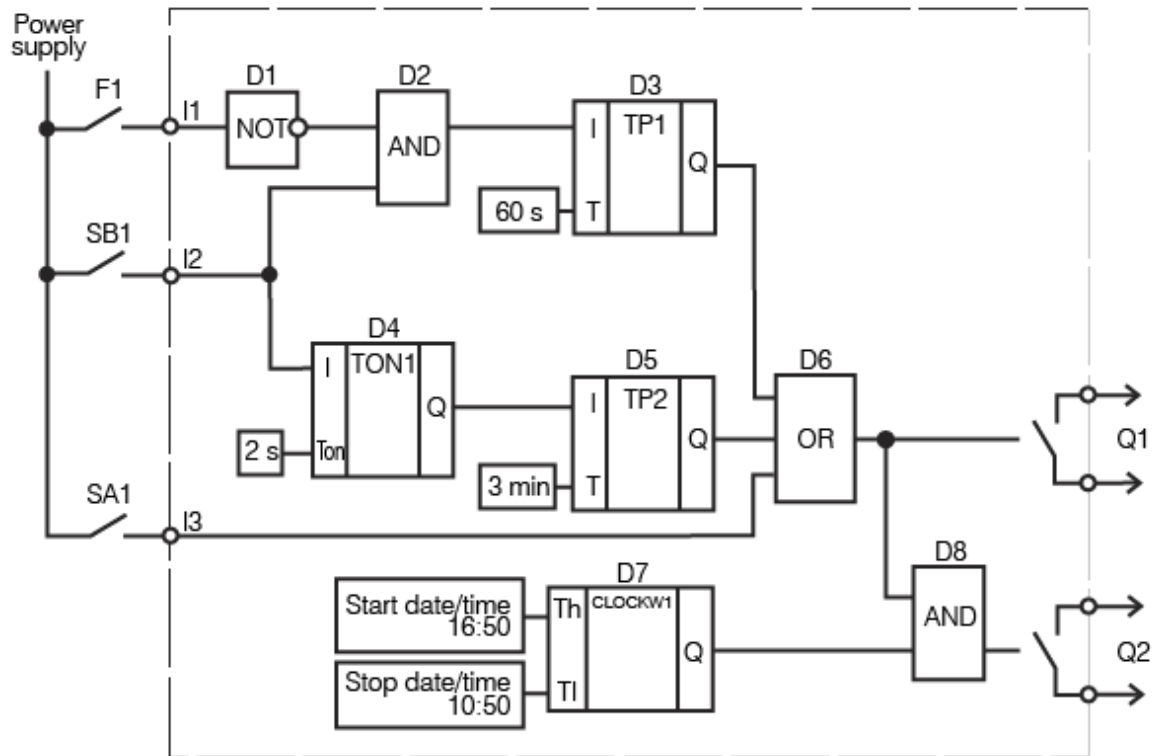 Power
supply
F1
I1
D1
NOT
D2
AND
D3
TP1
I
Q
60 s
T
SB1
I2
D4
TON1
I
Q
2 s
Ton
D5
TP2
I
Q
3 min
T
D6
OR
Q1
SA1
I3
D7
CLOCKW1
Start date/time
16:50
Th
Q
Stop date/time
10:50
Tl
D8
AND
Q2